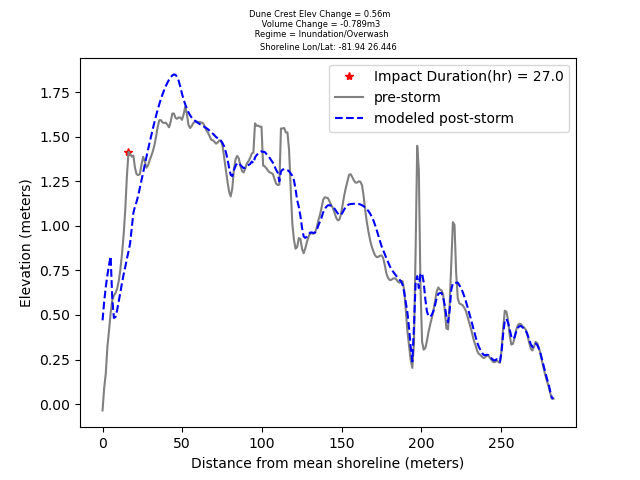 Dune Crest Elev Change = 0.56m
Volume Change = -0.789m3
Regime = Inundation/Overwash
Shoreline Lon/Lat: -81.94 26.446
Impact Duration(hr) = 27.0
pre-storm
modeled post-storm
Elevation (meters)
1.75
1.50
1.25
1.00
0.75
0.50
0.25
0.00
0 50 100 150 200 250
Distance from mean shoreline (meters)